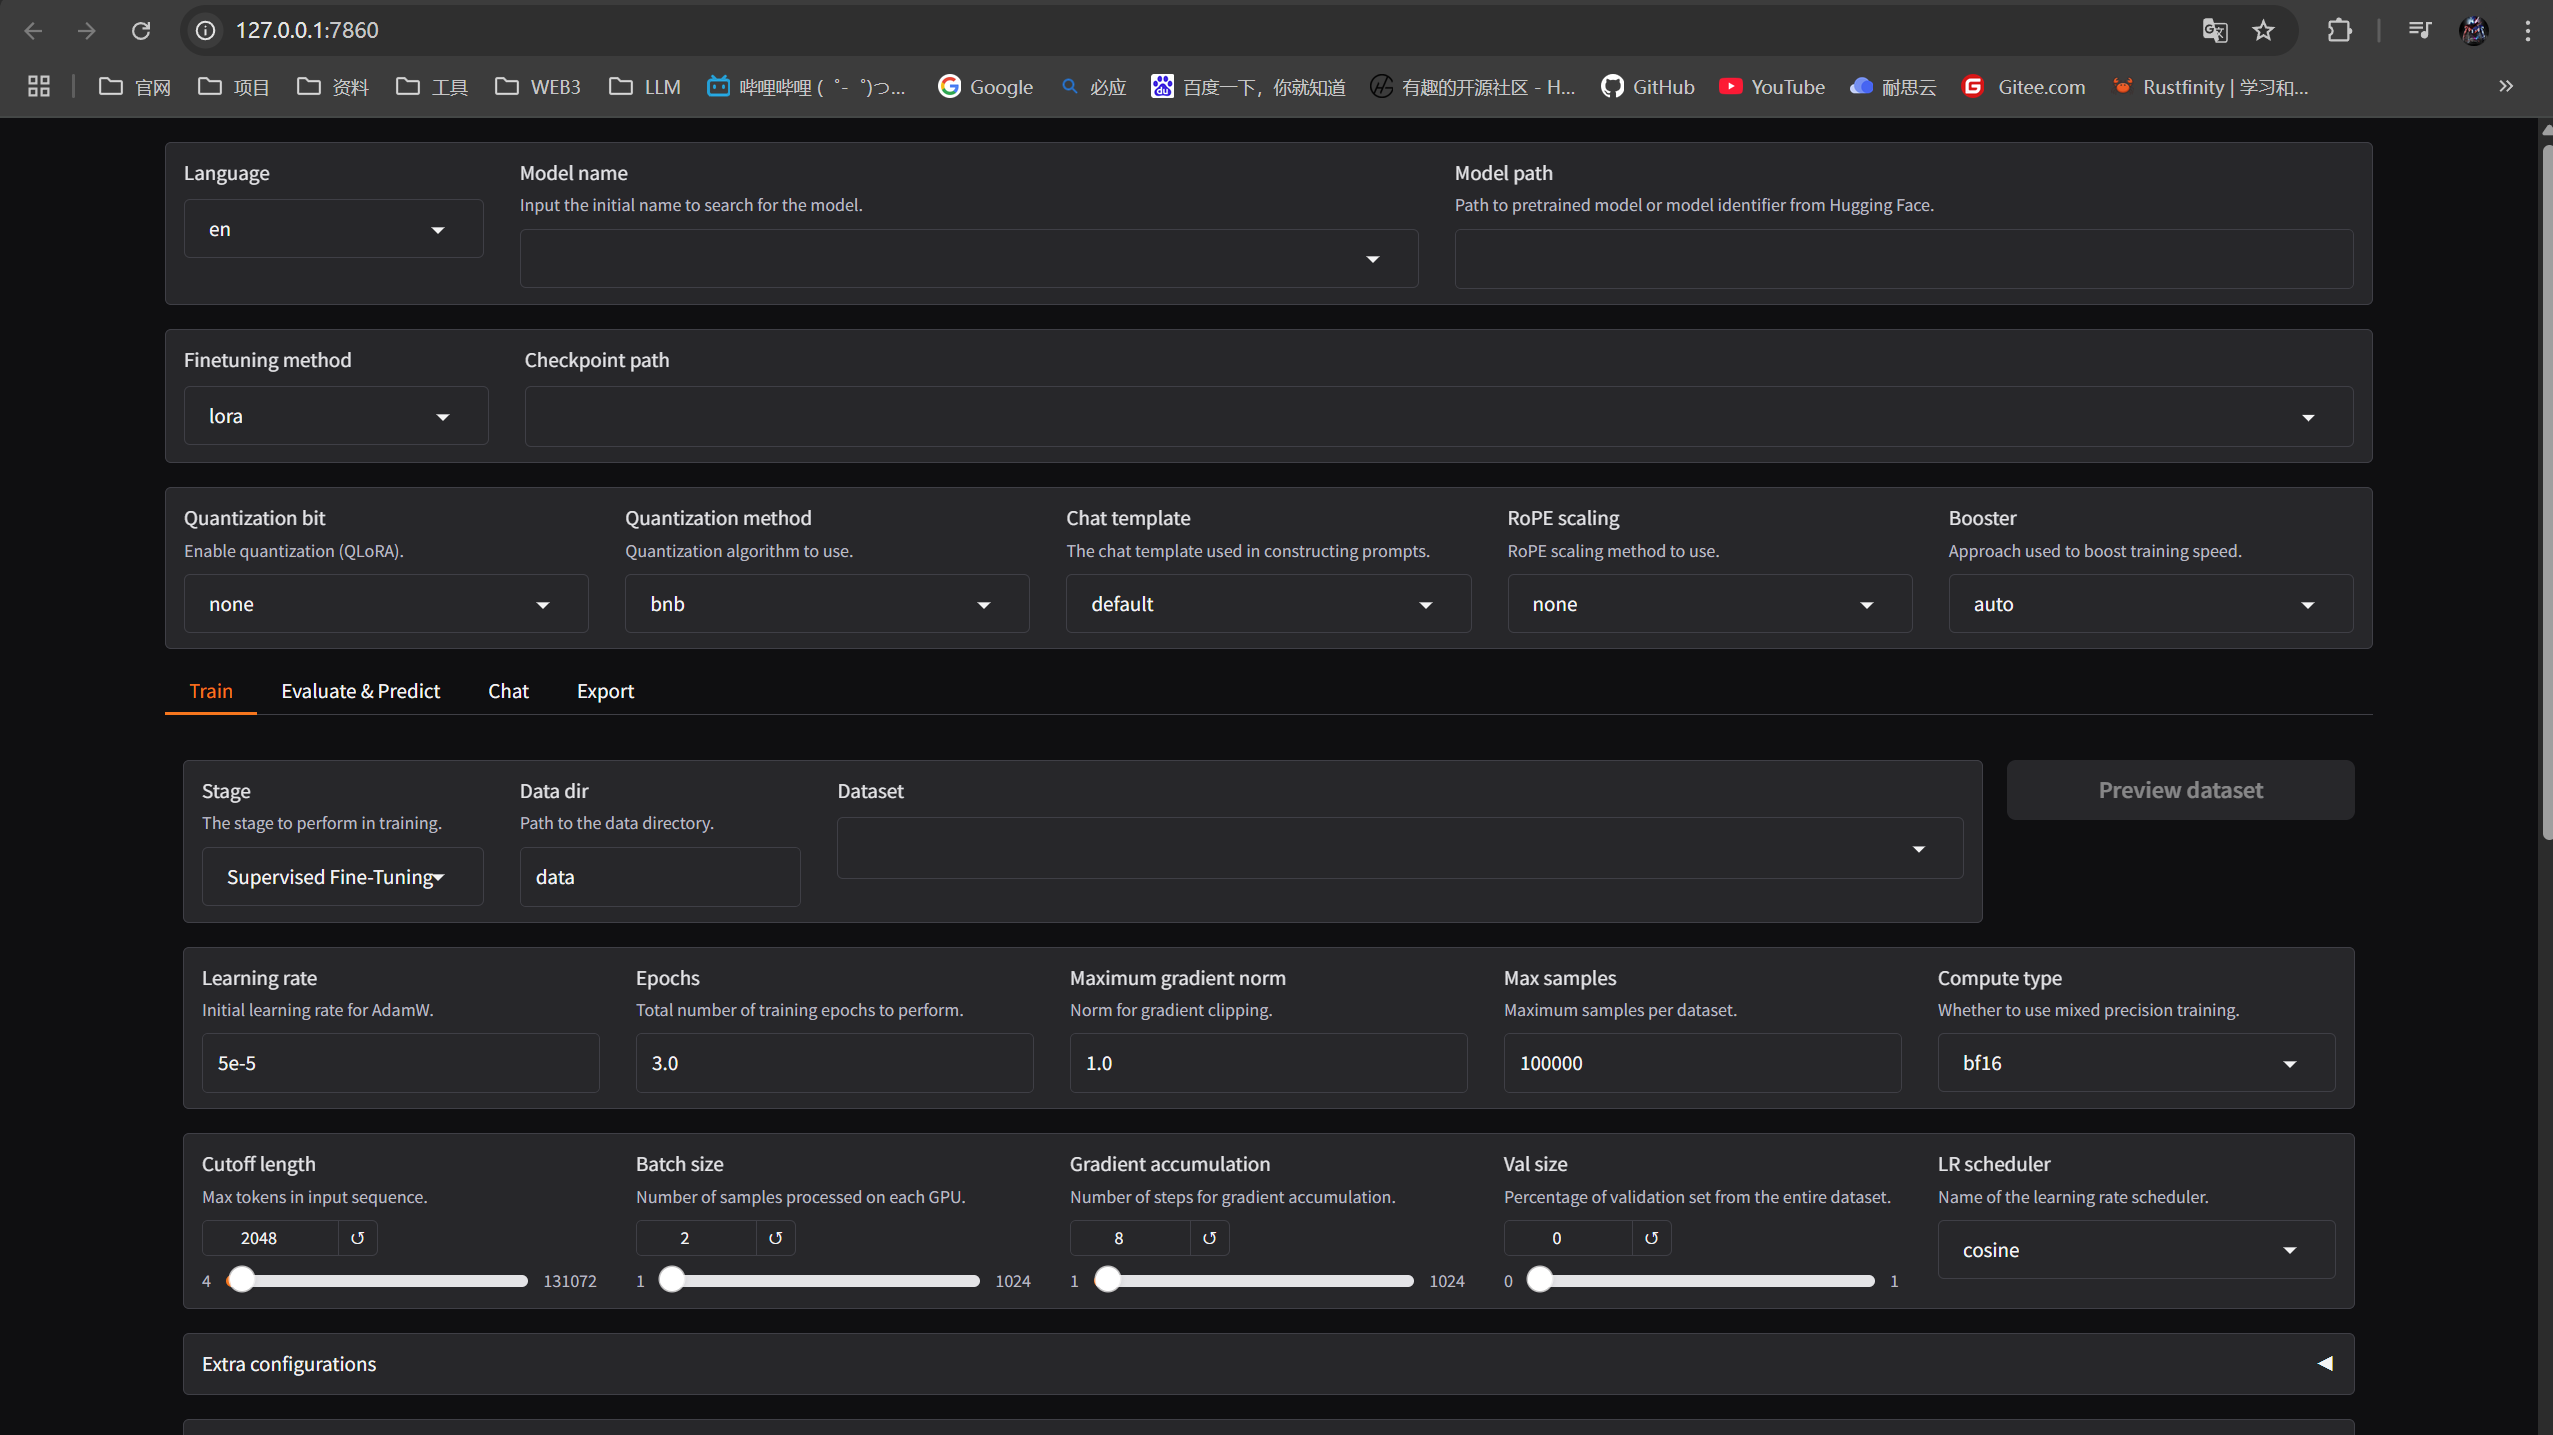 127.0.0.1:7860
官网 项目 资料 工具 WEB3 LLM 哔哩哔哩 (゜-゜)つ... Google 必应 百度一下，你就知道 有趣的开源社区 - H... GitHub YouTube 耐思云 Gitee.com Rustfinity | 学习和...
Language Model name Model path
Input the initial name to search for the model. Path to pretrained model or model identifier from Hugging Face.
en
Finetuning method Checkpoint path
lora
Quantization bit Quantization method Chat template RoPE scaling Booster
Enable quantization (QLoRA). Quantization algorithm to use. The chat template used in constructing prompts. RoPE scaling method to use. Approach used to boost training speed.
none bnb default none auto
Train Evaluate & Predict Chat Export
Stage Data dir Dataset Preview dataset
The stage to perform in training. Path to the data directory.
Supervised Fine-Tuning data
Learning rate Epochs Maximum gradient norm Max samples Compute type
Initial learning rate for AdamW. Total number of training epochs to perform. Norm for gradient clipping. Maximum samples per dataset. Whether to use mixed precision training.
5e-5 3.0 1.0 100000 bf16
Cutoff length Batch size Gradient accumulation Val size LR scheduler
Max tokens in input sequence. Number of samples processed on each GPU. Number of steps for gradient accumulation. Percentage of validation set from the entire dataset. Name of the learning rate scheduler.
2048 2 8 0 cosine
4 131072 1 1024 1 1024 0 1
Extra configurations